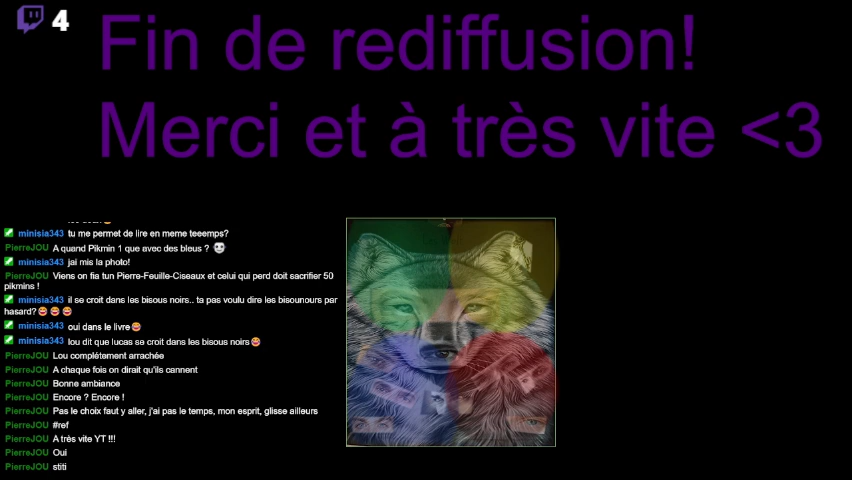 4
Fin de rediffusion!
Merci et à très vite <3
minisia343 tu me permet de lire en meme teeemps?
PierreJOU A quand Pikmin 1 que avec des bleus ?
minisia343 jai mis la photo!
PierreJOU Viens on fia tun Pierre-Feuille-Ciseaux et celui qui perd doit sacrifier 50
pikmins !
minisia343 il se croit dans les bisous noirs.. ta pas voulu dire les bisounours par
hasard?
minisia343 oui dans le livre
minisia343 lou dit que lucas se croit dans les bisous noirs
PierreJOU Lou complétement arrachée
PierreJOU A chaque fois on dirait qu'ils cannent
PierreJOU Bonne ambiance
PierreJOU Encore ? Encore !
PierreJOU Pas le choix faut y aller, j'ai pas le temps, mon esprit, glisse ailleurs
PierreJOU #ref
PierreJOU A très vite YT !!!
PierreJOU Oui
PierreJOU stiti